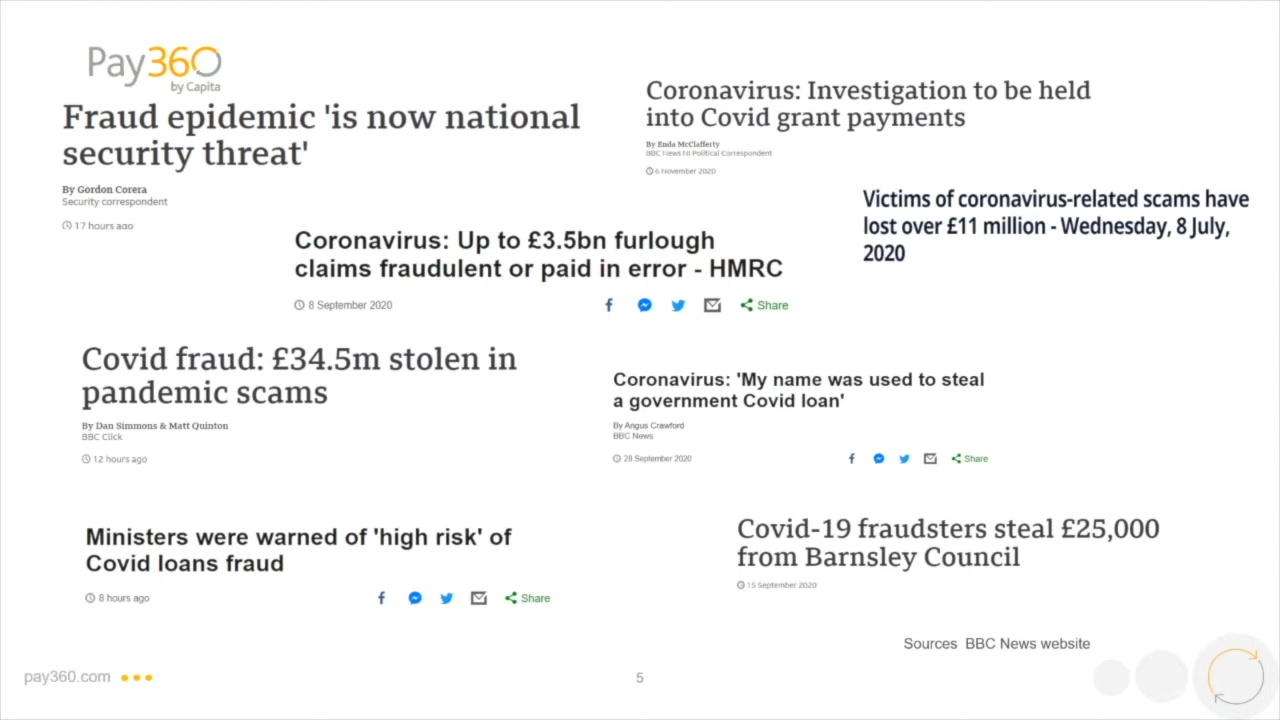 Pay360
by Capita
Fraud epidemic 'is now national
security threat'
By Gordon Corera
Security correspondent
17 hours ago
Coronavirus: Investigation to be held
into Covid grant payments
By Enda McClafferty
BBC News NI Political Correspondent
6 November 2020
Victims of coronavirus-related scams have
lost over £11 million - Wednesday, 8 July,
2020
Coronavirus: Up to £3.5bn furlough
claims fraudulent or paid in error - HMRC
8 September 2020
Share
Covid fraud: £34.5m stolen in
pandemic scams
By Dan Simmons & Matt Quinton
BBC Click
12 hours ago
Coronavirus: 'My name was used to steal
a government Covid loan'
By Angus Crawford
BBC News
28 September 2020
Share
Ministers were warned of 'high risk' of
Covid loans fraud
8 hours ago
Share
Covid-19 fraudsters steal £25,000
from Barnsley Council
15 September 2020
Sources BBC News website
pay360.com
5